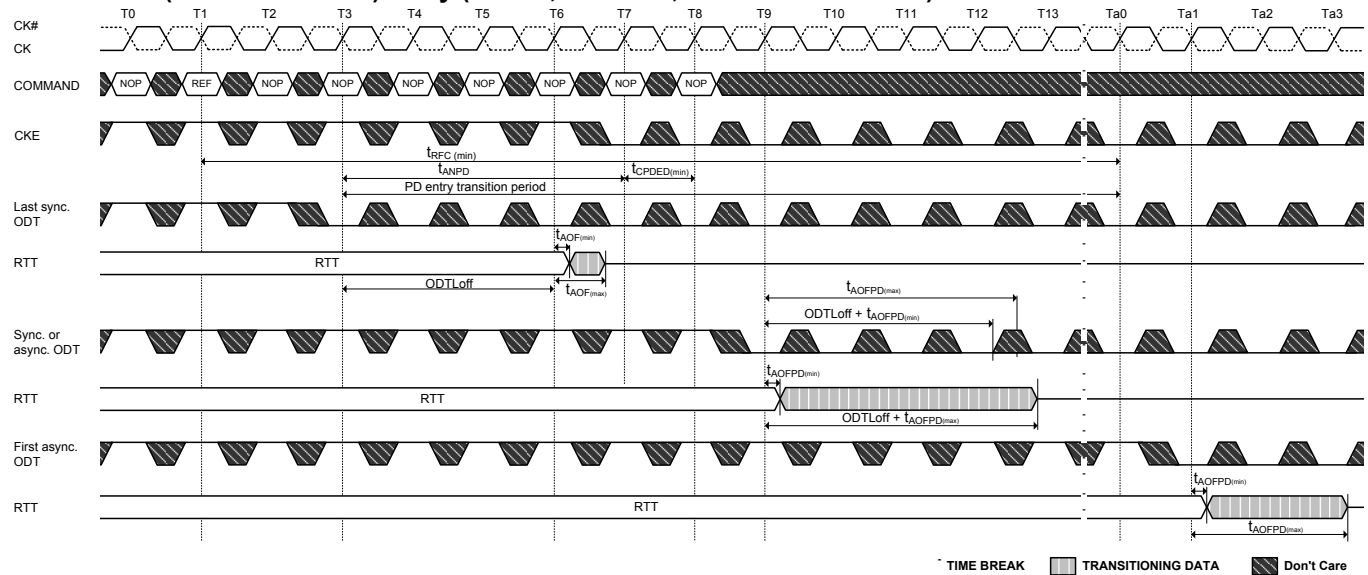 T0 T1 T2 T3 T4 T5 T6 T7 T8 T9 T10 T11 T12 T13 Ta0 Ta1 Ta2 Ta3
CK#
CK
COMMAND NOP REF NOP NOP NOP NOP NOP NOP NOP
CKE
tRFC (min)
tANPD tCPDED(min)
PD entry transition period
Last sync.
ODT
tAOF(min)
RTT RTT
ODTLoff tAOF(max)
tAOFPD(max)
ODTLoff + tAOFPD(min)
Sync. or
async. ODT
tAOFPD(min)
RTT RTT
ODTLoff + tAOFPD(max)
First async.
ODT
tAOFPD(min)
RTT RTT
tAOFPD(max)
TIME BREAK TRANSITIONING DATA Don't Care